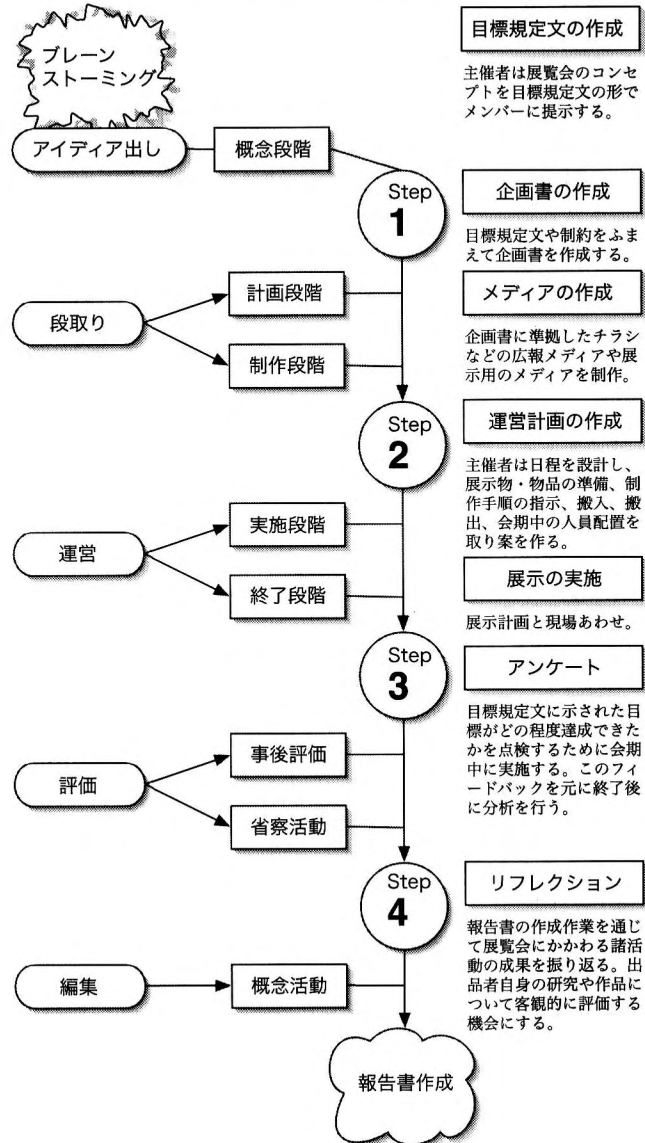 ブレーン
ストーミング
アイディア出し
概念段階
Step
1
段取り
計画段階
制作段階
Step
2
運営
実施段階
終了段階
Step
3
評価
事後評価
省察活動
Step
4
編集
概念活動
報告書作成
目標規定文の作成
主催者は展覧会のコンセ
プトを目標規定文の形で
メンバーに提示する。
企画書の作成
目標規定文や制約をふま
えて企画書を作成する。
メディアの作成
企画書に準拠したチラシ
などの広報メディアや展
示用のメディアを制作。
運営計画の作成
主催者は日程を設計し、
展示物・物品の準備、制
作手順の指示、搬入、搬
出、会期中の人員配置を
取り案を作る。
展示の実施
展示計画と現場あわせ。
アンケート
目標規定文に示された目
標がどの程度達成できた
かを点検するために会期
中に実施する。このフィ
ードバックを元に終了後
に分析を行う。
リフレクション
報告書の作成作業を通じ
て展覧会にかかわる諸活
動の成果を振り返る。出
品者自身の研究や作品に
ついて客観的に評価する
機会にする。